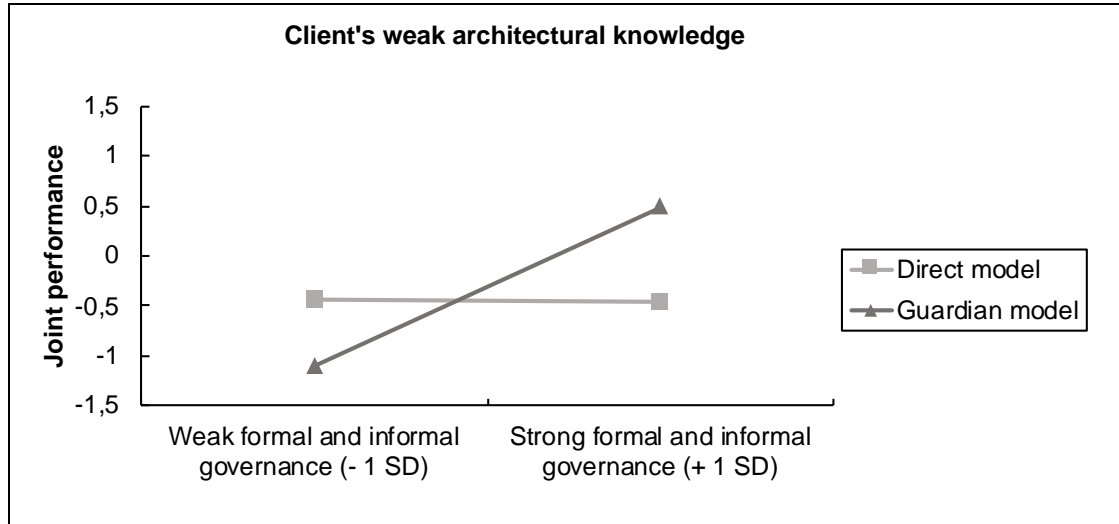 Client's weak architectural knowledge
Joint performance
1,5
1
0,5
0
-0,5
-1
-1,5
Weak formal and informal
governance (- 1 SD)
Strong formal and informal
governance (+ 1 SD)
Direct model
Guardian model